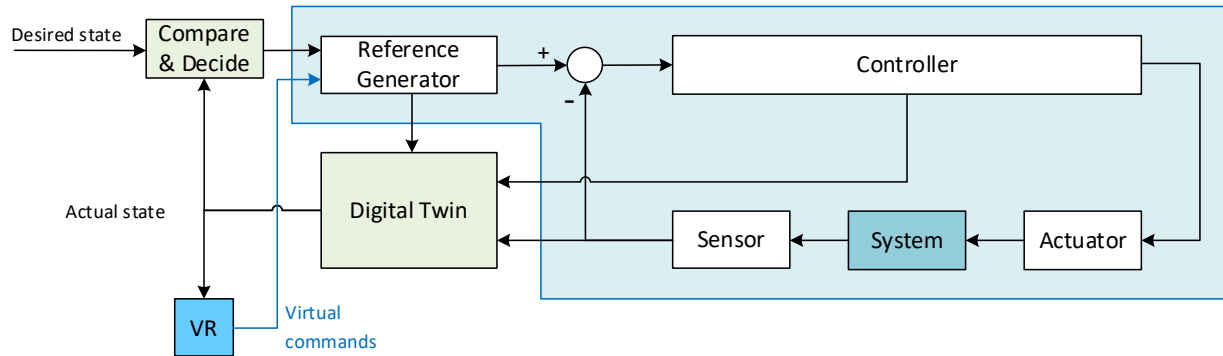 Desired state
Compare
& Decide
Reference
Generator
+
-
Controller
Digital Twin
Actual state
Sensor
System
Actuator
VR
Virtual
commands